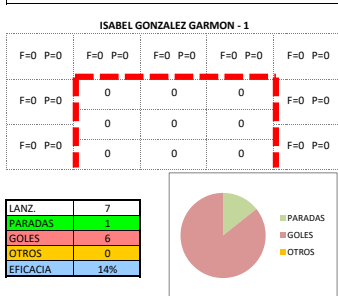 ISABEL GONZALEZ GARMON - 1
F=0 P=0 F=0 P=0 F=0 P=0 F=0 P=0 F=0 P=0
F=0 P=0 0 0 0 F=0 P=0
0 0 0
F=0 P=0 0 0 0 F=0 P=0
LANZ. 7
PARADAS 1
GOLES 6
OTROS 0
EFICACIA 14%
PARADAS
GOLES
OTROS